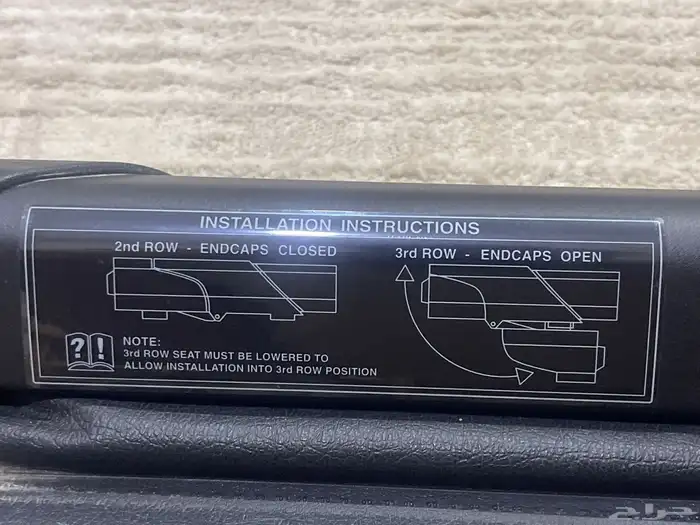 INSTALLATION INSTRUCTIONS
2nd ROW - ENDCAPS CLOSED
3rd ROW - ENDCAPS OPEN
?!
NOTE:
3rd ROW SEAT MUST BE LOWERED TO
ALLOW INSTALLATION INTO 3rd ROW POSITION
حراج